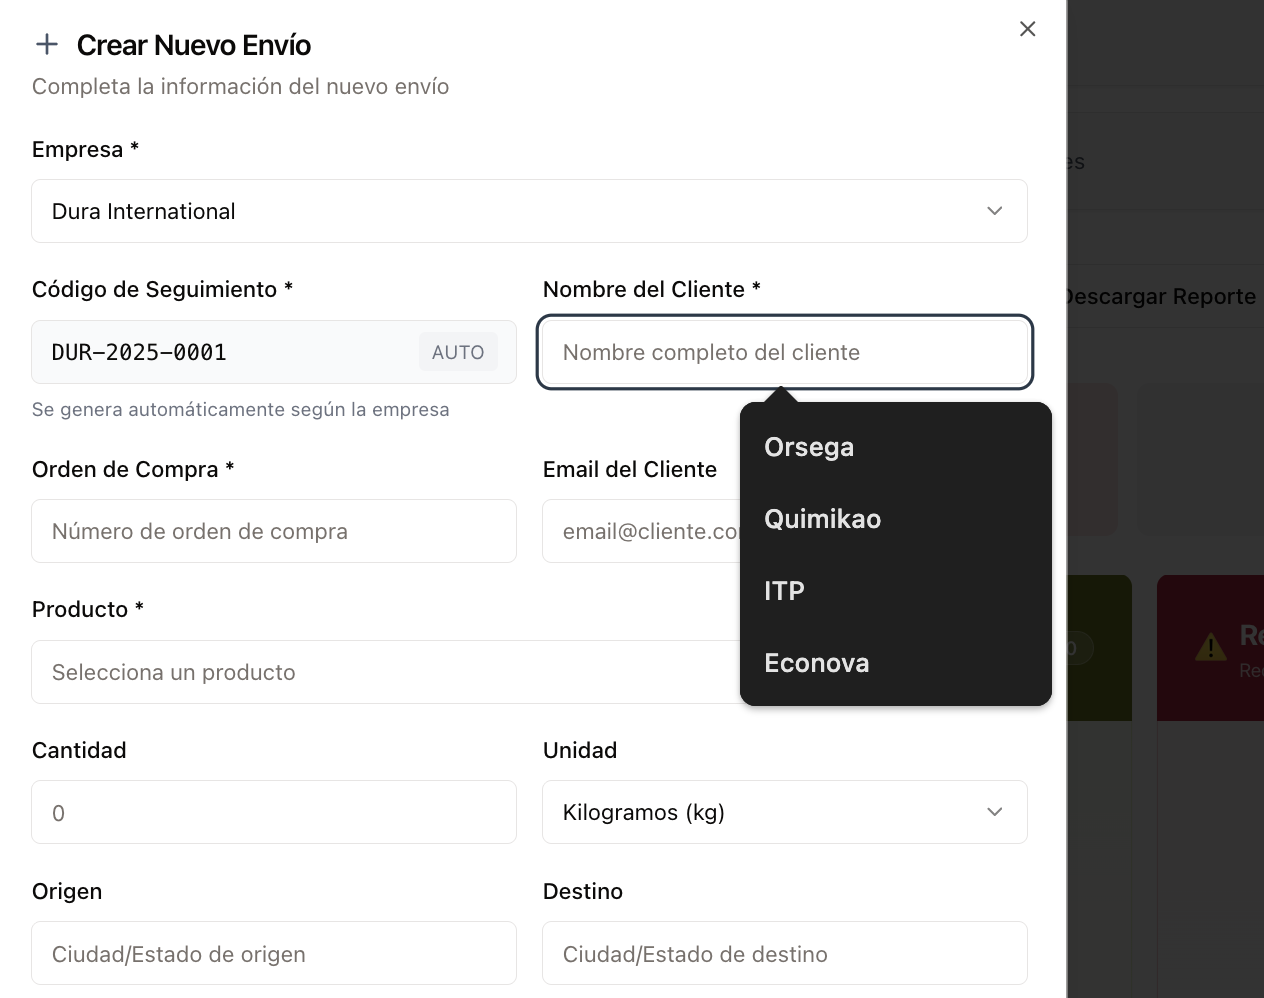 Crear Nuevo Envío
Completa la información del nuevo envío
Empresa *
Dura International
Código de Seguimiento *
DUR-2025-0001
AUTO
Se genera automáticamente según la empresa
Nombre del Cliente *
Nombre completo del cliente
Orsega
Quimikao
ITP
Econova
Orden de Compra *
Número de orden de compra
Email del Cliente
email@cliente.co
Producto *
Selecciona un producto
Cantidad
0
Unidad
Kilogramos (kg)
Origen
Ciudad/Estado de origen
Destino
Ciudad/Estado de destino
Descargar Reporte